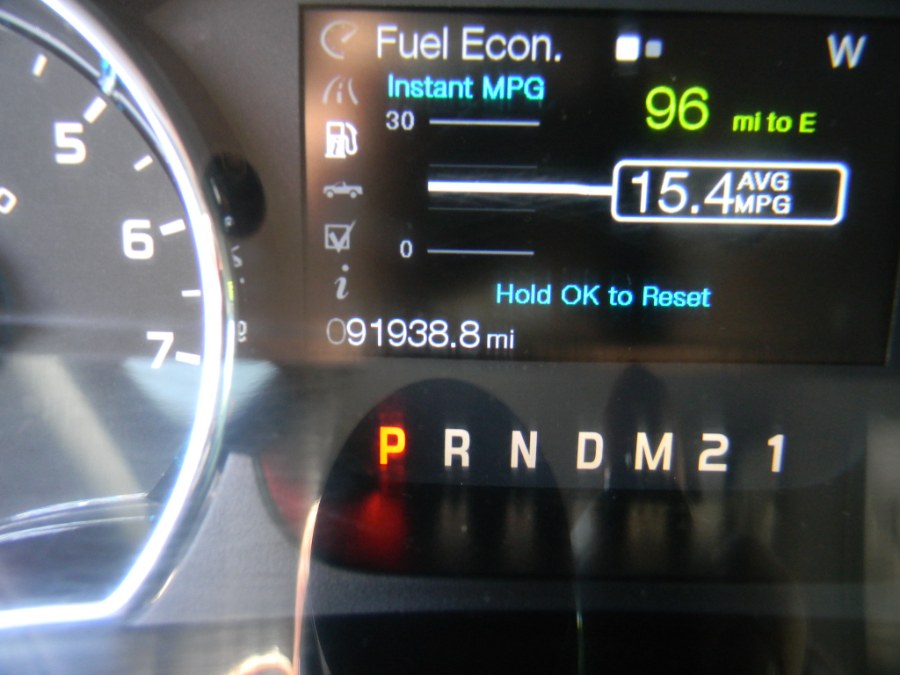 Fuel Econ. W
Instant MPG
30
96 mi to E
15.4 AVG MPG
0
Hold OK to Reset
091938.8 mi
P R N D M 2 1
5
6
7